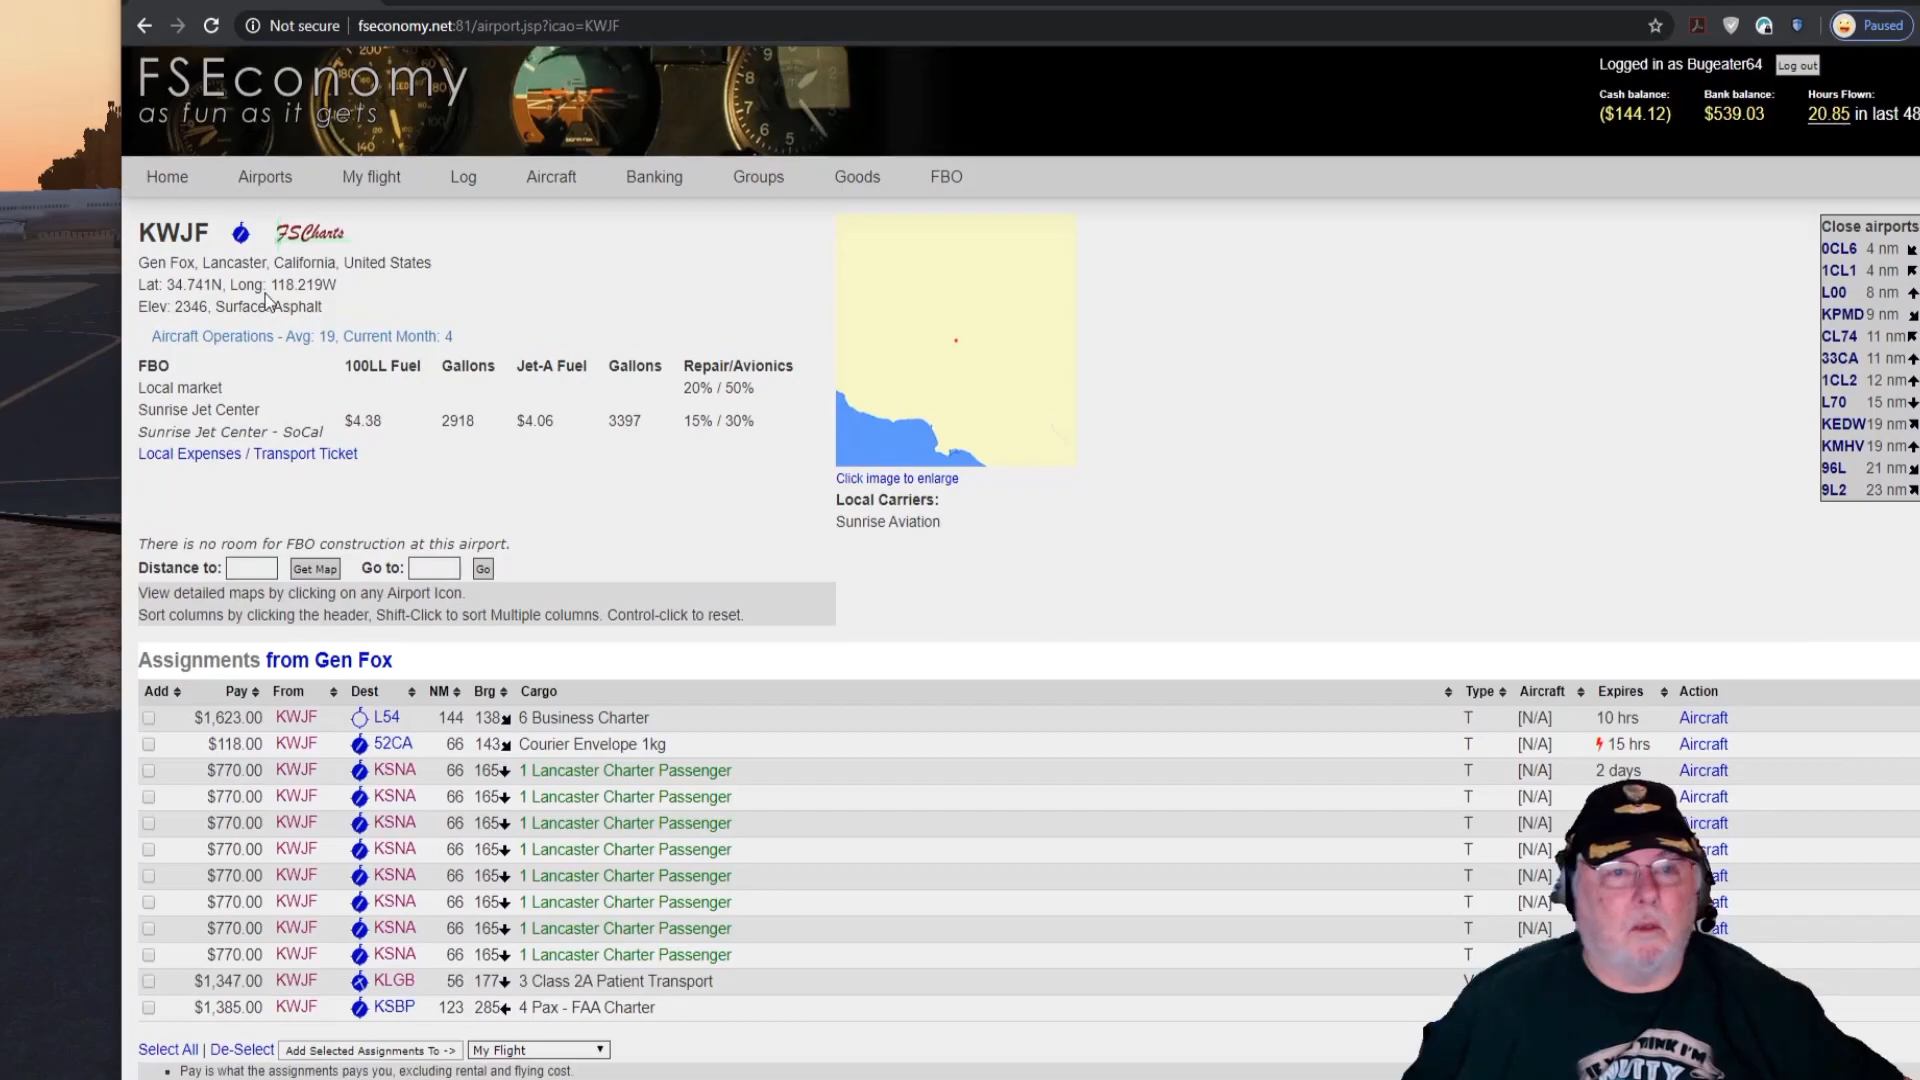 Not secure | fseconomy.net:81/airport.jsp?icao=KWJF
Paused
FSEconomy
as fun as it gets
Logged in as Bugeater64 Log out
Cash balance: Bank balance: Hours Flown:
($144.12) $539.03 20.85 in last 48
Home Airports My flight Log Aircraft Banking Groups Goods FBO
KWJF FSCharts
Gen Fox, Lancaster, California, United States
Lat: 34.741N, Long: 118.219W
Elev: 2346, Surface: Asphalt
Aircraft Operations - Avg: 19, Current Month: 4
FBO 100LL Fuel Gallons Jet-A Fuel Gallons Repair/Avionics
Local market 20% / 50%
Sunrise Jet Center
Sunrise Jet Center - SoCal $4.38 2918 $4.06 3397 15% / 30%
Local Expenses / Transport Ticket
Click image to enlarge
Local Carriers:
Sunrise Aviation
Close airports
0CL6 4 nm
1CL1 4 nm
L00 8 nm
KPMD 9 nm
CL74 11 nm
33CA 11 nm
1CL2 12 nm
L70 15 nm
KEDW 19 nm
KMHV 19 nm
96L 21 nm
9L2 23 nm
There is no room for FBO construction at this airport.
Distance to: Get Map Go to: Go
View detailed maps by clicking on any Airport Icon.
Sort columns by clicking the header, Shift-Click to sort Multiple columns. Control-click to reset.
Assignments from Gen Fox
Add Pay From Dest NM Brg Cargo Type Aircraft Expires Action
$1,623.00 KWJF L54 144 138 6 Business Charter T [N/A] 10 hrs Aircraft
$118.00 KWJF 52CA 66 143 Courier Envelope 1kg T [N/A] 15 hrs Aircraft
$770.00 KWJF KSNA 66 165 1 Lancaster Charter Passenger T [N/A] 2 days Aircraft
$770.00 KWJF KSNA 66 165 1 Lancaster Charter Passenger T [N/A] Aircraft
$770.00 KWJF KSNA 66 165 1 Lancaster Charter Passenger T [N/A] ircraft
$770.00 KWJF KSNA 66 165 1 Lancaster Charter Passenger T [N/A] craft
$770.00 KWJF KSNA 66 165 1 Lancaster Charter Passenger T [N/A] aft
$770.00 KWJF KSNA 66 165 1 Lancaster Charter Passenger T [N/A] aft
$770.00 KWJF KSNA 66 165 1 Lancaster Charter Passenger T [N/A] aft
$770.00 KWJF KSNA 66 165 1 Lancaster Charter Passenger T
$1,347.00 KWJF KLGB 56 177 3 Class 2A Patient Transport
$1,385.00 KWJF KSBP 123 285 4 Pax - FAA Charter
Select All | De-Select Add Selected Assignments To -> My Flight
Pay is what the assignments pays you, excluding rental and flying cost.
THINK I'M
NUTTY